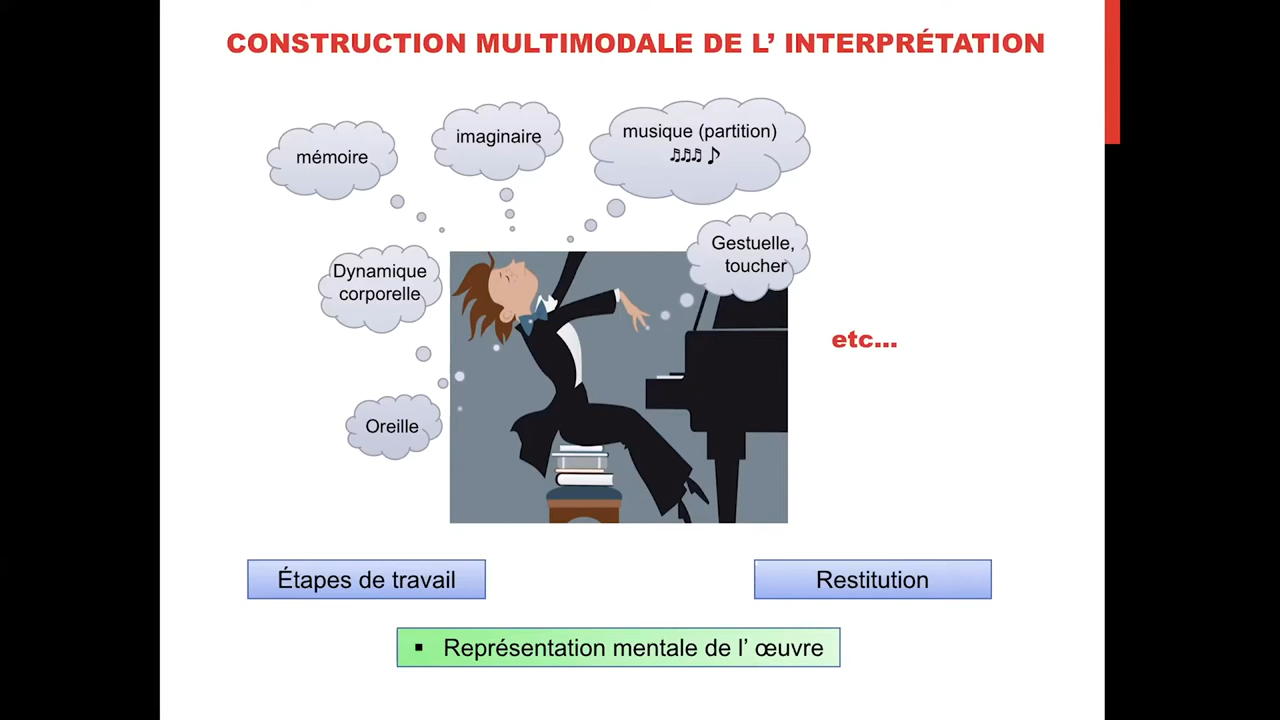 CONSTRUCTION MULTIMODALE DE L’ INTERPRÉTATION
mémoire
imaginaire
musique (partition)
♫♫♫ ♪
Gestuelle,
toucher
Dynamique
corporelle
etc...
Oreille
Étapes de travail
Restitution
▪ Représentation mentale de l’ œuvre